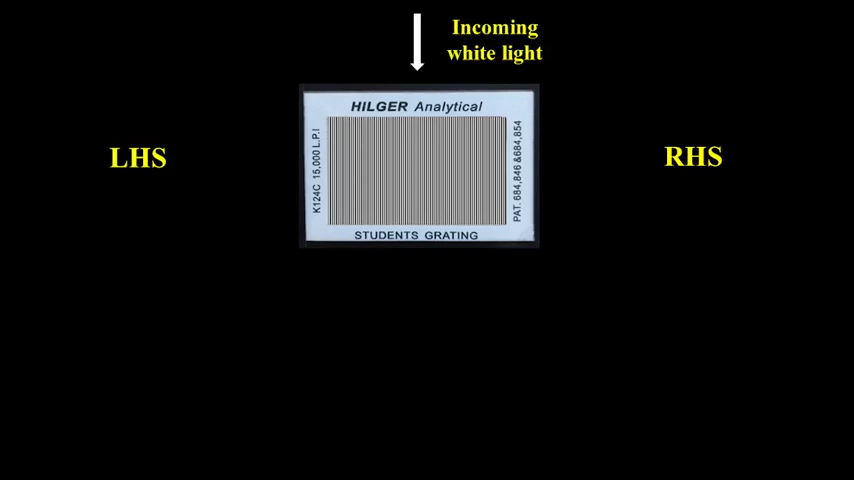 Incoming
white light
HILGER Analytical
LHS
K124C 15,000 L.P.I
PAT. 684,846 &684,854
RHS
STUDENTS GRATING